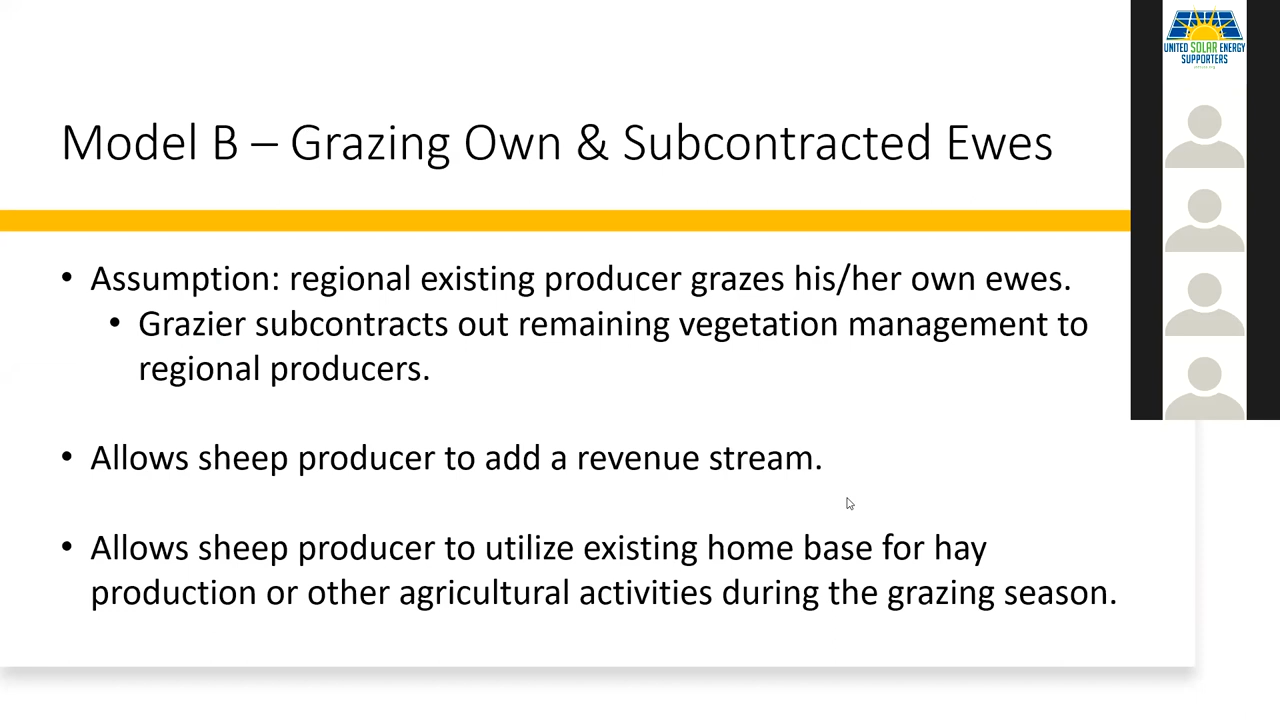 Model B – Grazing Own & Subcontracted Ewes
• Assumption: regional existing producer grazes his/her own ewes.
• Grazier subcontracts out remaining vegetation management to
regional producers.
• Allows sheep producer to add a revenue stream.
• Allows sheep producer to utilize existing home base for hay
production or other agricultural activities during the grazing season.
UNITED SOLAR ENERGY
SUPPORTERS